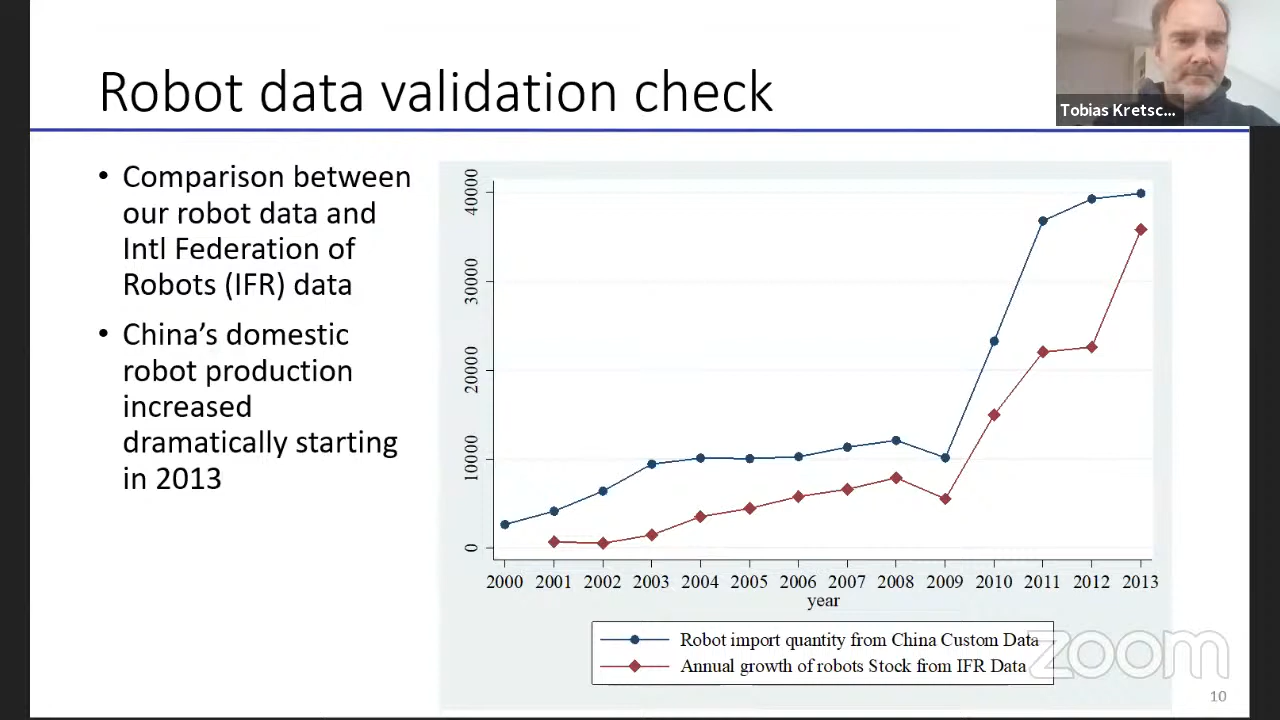 Robot data validation check
Tobias Kretsc...
• Comparison between
our robot data and
Intl Federation of
Robots (IFR) data
• China’s domestic
robot production
increased
dramatically starting
in 2013
40000
30000
20000
10000
0
2000 2001 2002 2003 2004 2005 2006 2007 2008 2009 2010 2011 2012 2013
year
Robot import quantity from China Custom Data
Annual growth of robots Stock from IFR Data
zoom
10